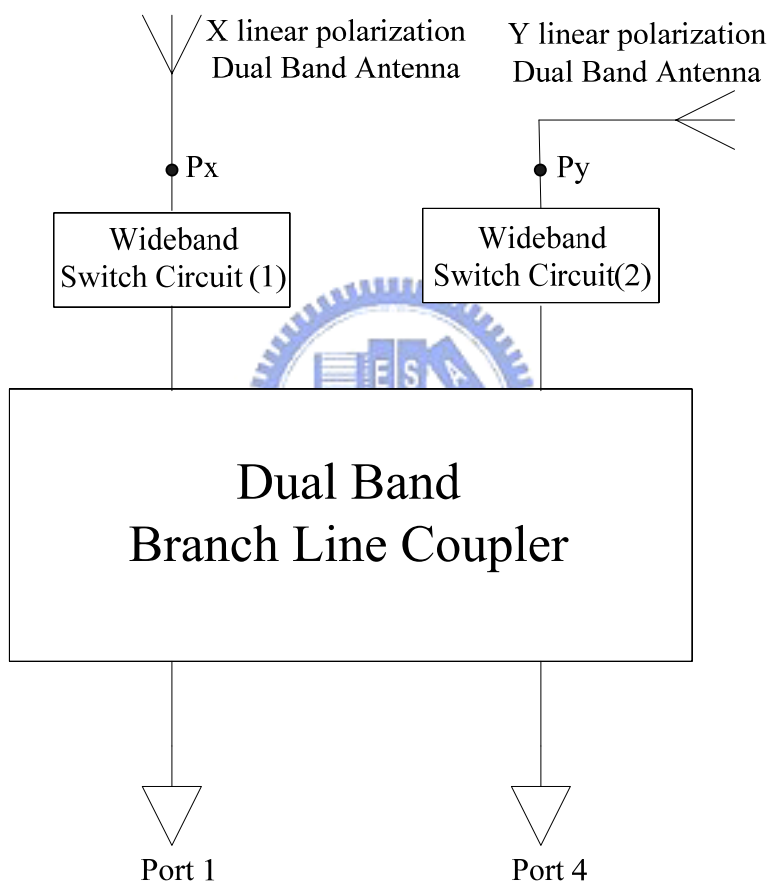 X linear polarization
Dual Band Antenna
Y linear polarization
Dual Band Antenna
Px
Py
Wideband
Switch Circuit (1)
Wideband
Switch Circuit(2)
E S A
Dual Band
Branch Line Coupler
Port 1
Port 4